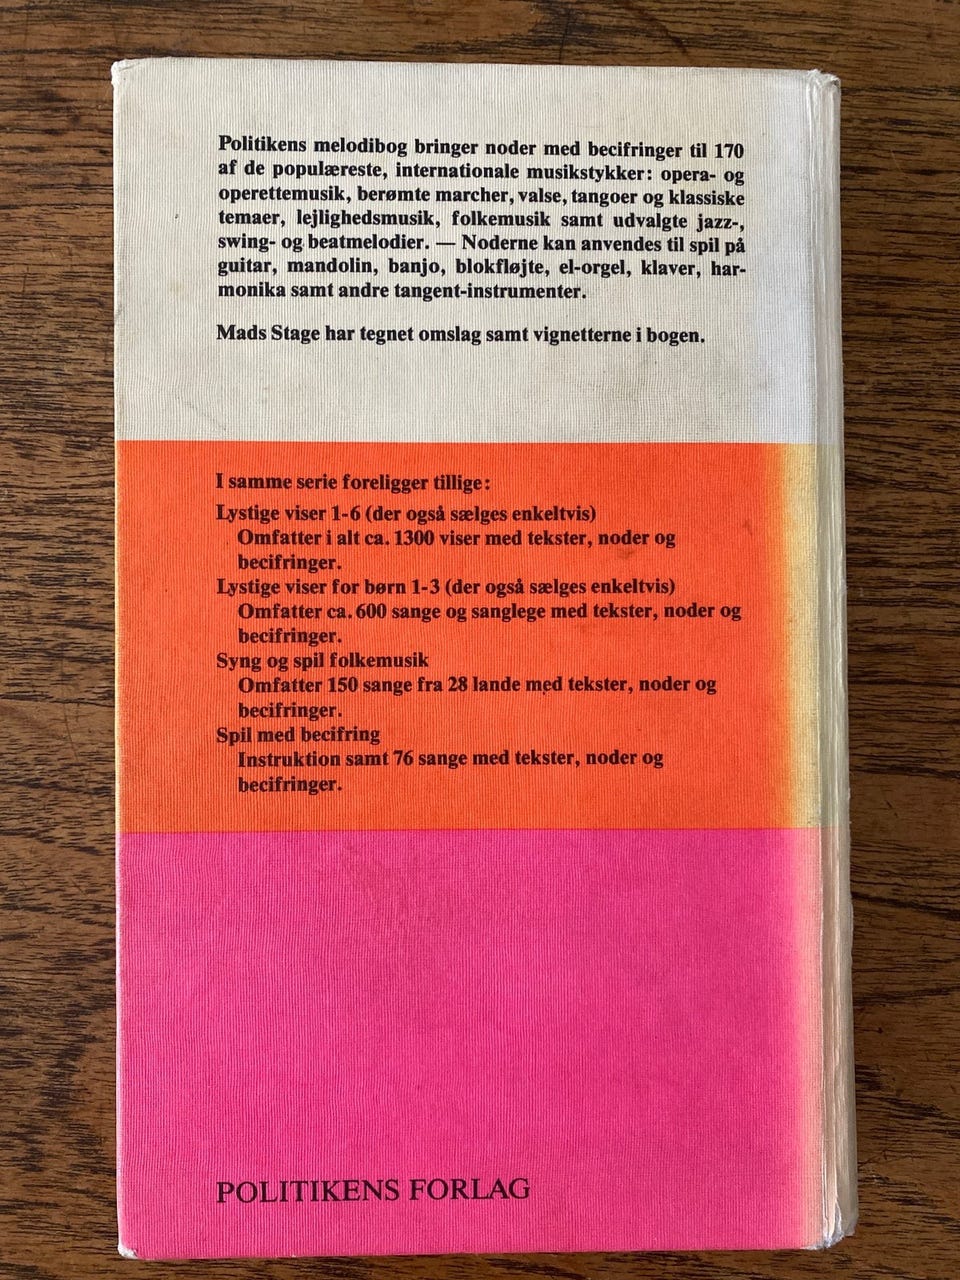 Politikens melodibog bringer noder med becifringer til 170
af de populæreste, internationale musikstykker: opera- og
operettemusik, berømte marcher, valse, tangoer og klassiske
temaer, lejlighedsmusik, folkemusik samt udvalgte jazz-,
swing- og beatmelodier. — Noderne kan anvendes til spil på
guitar, mandolin, banjo, blokfløjte, el-orgel, klaver, har-
monika samt andre tangent-instrumenter.
Mads Stage har tegnet omslag samt vignetterne i bogen.
I samme serie foreligger tillige:
Lystige viser 1-6 (der også sælges enkeltvis)
Omfatter i alt ca. 1300 viser med tekster, noder og
becifringer.
Lystige viser for børn 1-3 (der også sælges enkeltvis)
Omfatter ca. 600 sange og sanglege med tekster, noder og
becifringer.
Syng og spil folkemusik
Omfatter 150 sange fra 28 lande med tekster, noder og
becifringer.
Spil med becifring
Instruktion samt 76 sange med tekster, noder og
becifringer.
POLITIKENS FORLAG